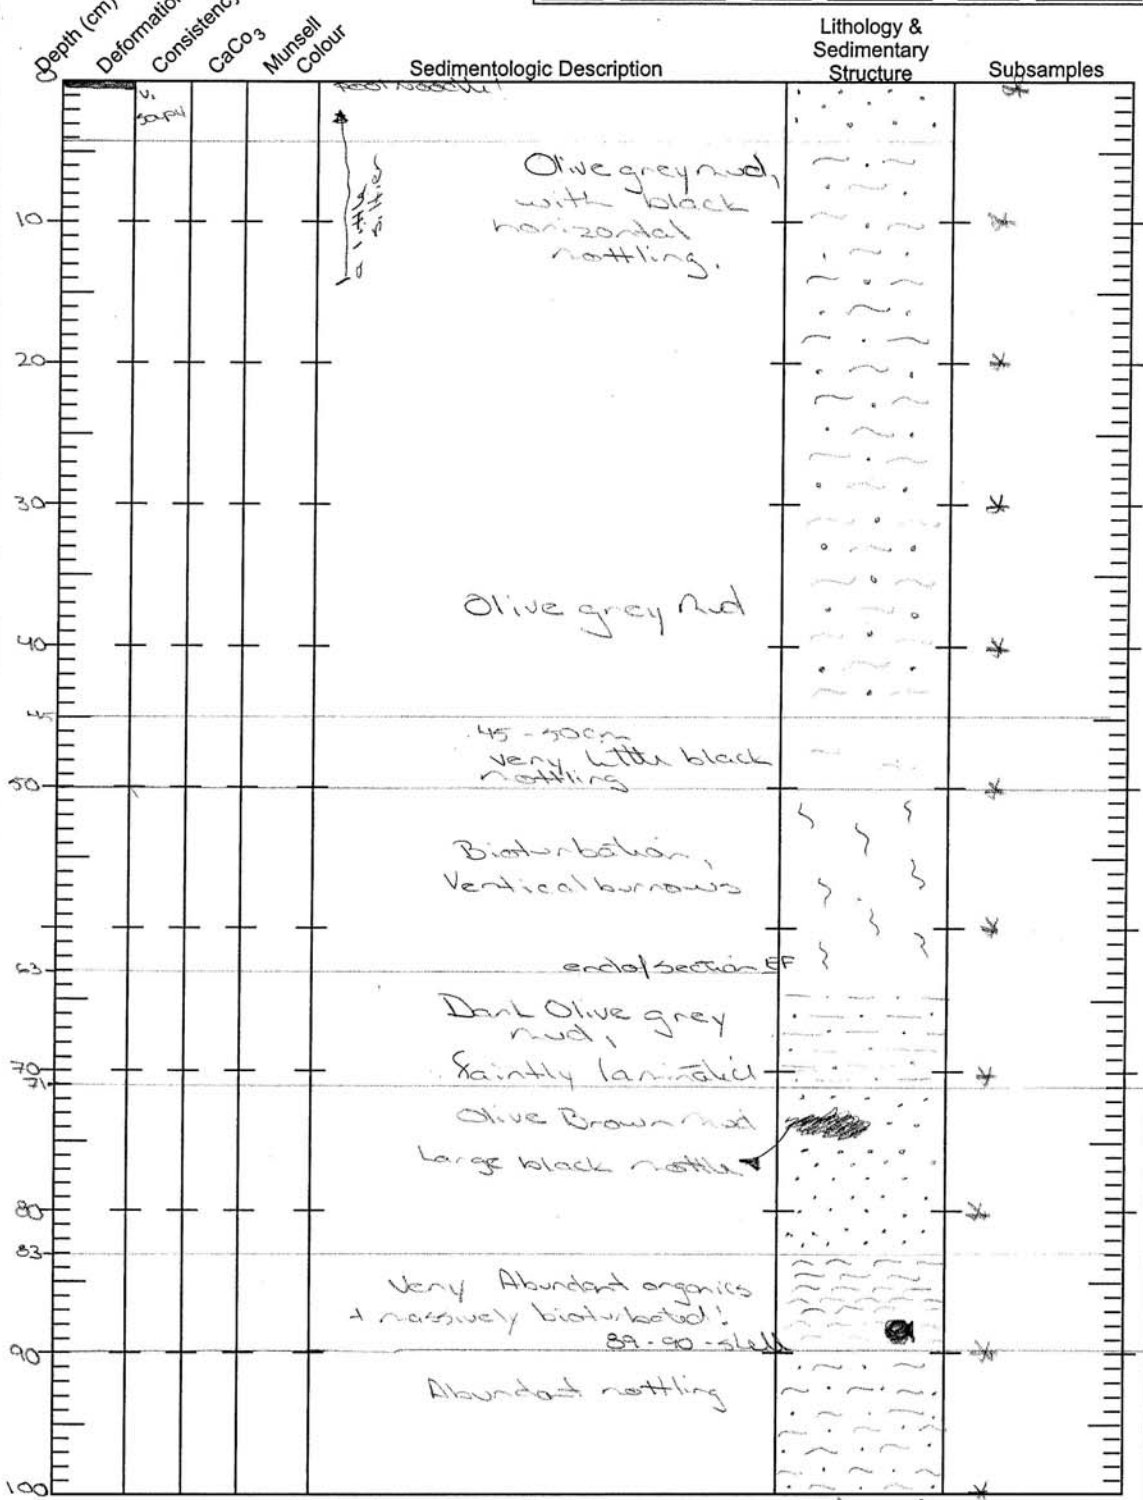 Depth (cm)
Deformation
Consistency
CaCo3
Munsell
Colour
Sedimentologic Description
Lithology &
Sedimentary
Structure
Subsamples
0
v.
soupy
a little
siltier
Olive grey mud,
with black
horizontal
mottling.
10
20
30
Olive grey Mud
40
45
45-50cm
very little black
mottling
50
Bioturbation,
Vertical burrows
end of section EF
63
Dark Olive grey
mud,
faintly laminated
70
71
Olive Brown Mud
Large black mottle
80
83
Very Abundant organics
+ massively bioturbated!
89-90-shell
90
Abundant mottling
100